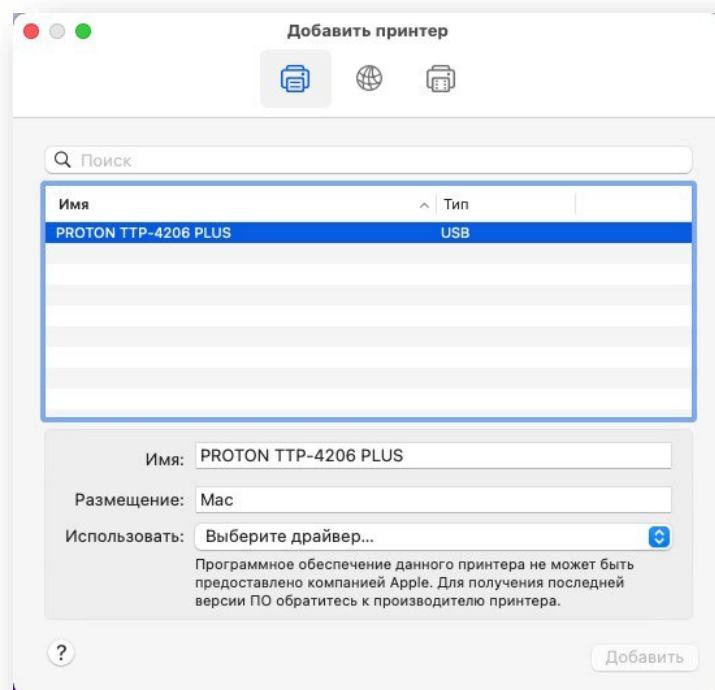 Добавить принтер
Поиск
Имя Тип
PROTON TTP-4206 PLUS USB
Имя: PROTON TTP-4206 PLUS
Размещение: Mac
Использовать: Выберите драйвер...
Программное обеспечение данного принтера не может быть
предоставлено компанией Apple. Для получения последней
версии ПО обратитесь к производителю принтера.
? Добавить